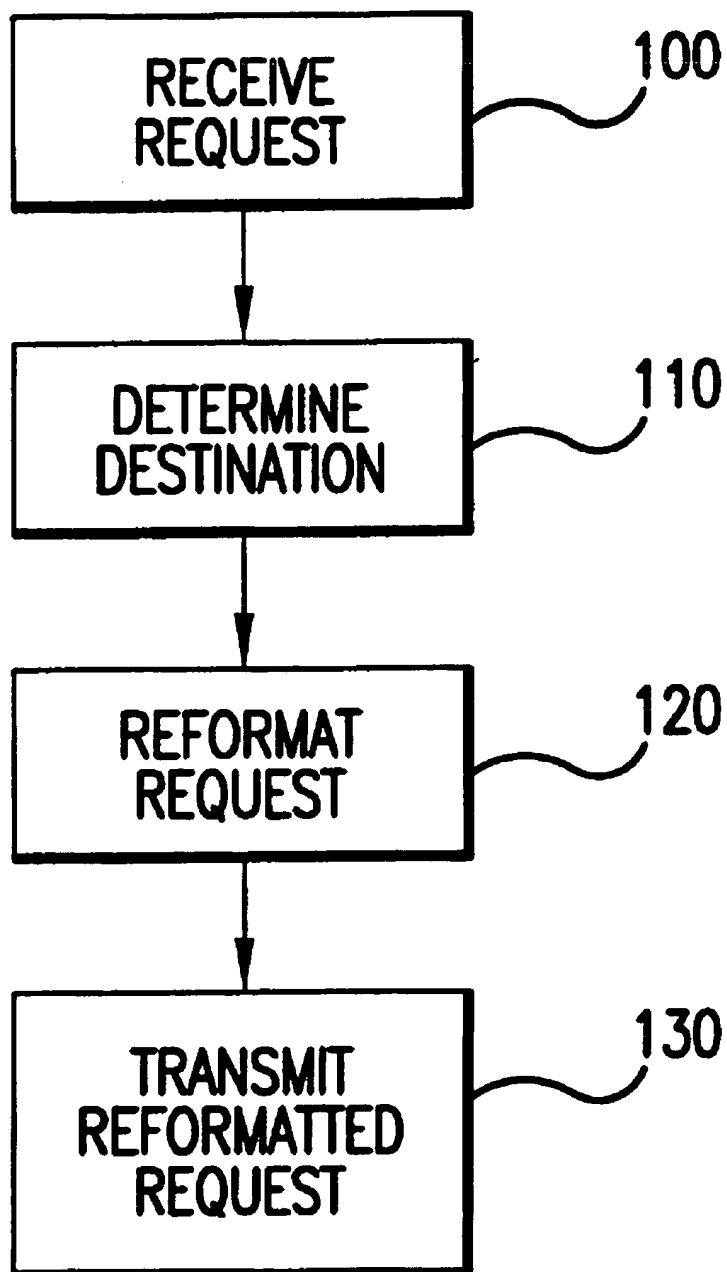 RECEIVE
REQUEST
100
DETERMINE
DESTINATION
110
REFORMAT
REQUEST
120
TRANSMIT
REFORMATTED
REQUEST
130